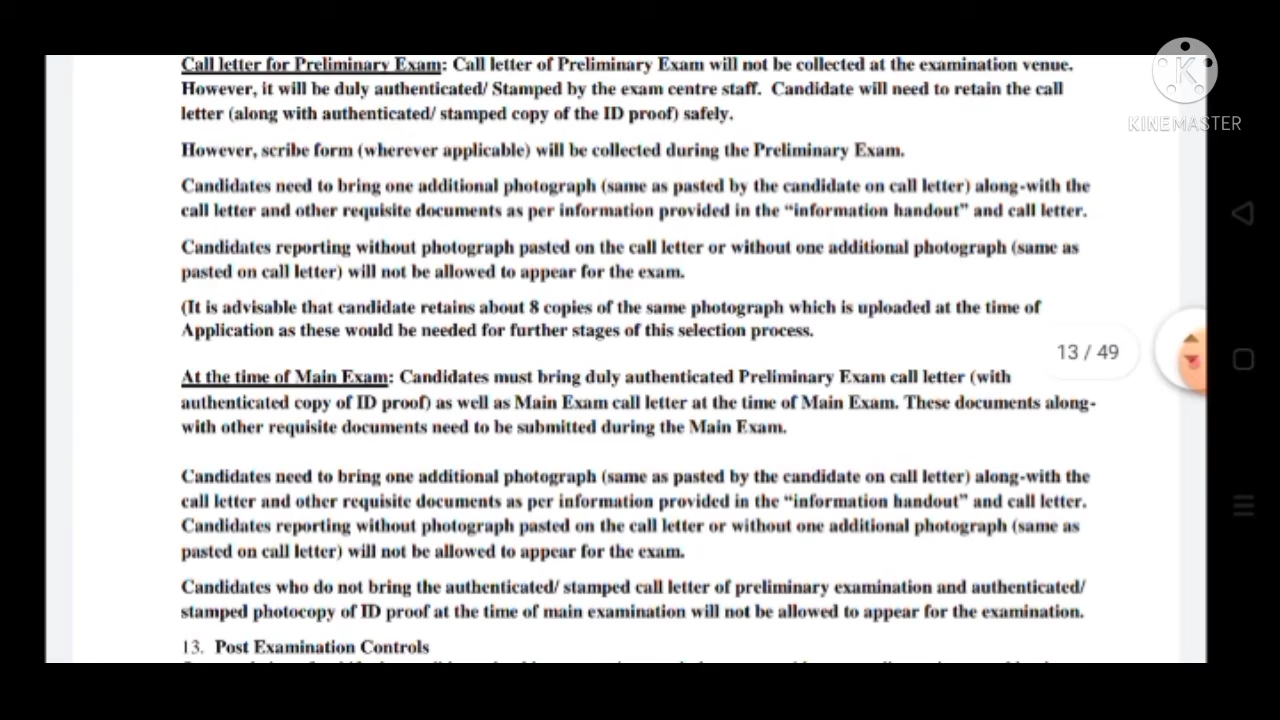 Call letter for Preliminary Exam: Call letter of Preliminary Exam will not be collected at the examination venue.
However, it will be duly authenticated/ Stamped by the exam centre staff. Candidate will need to retain the call
letter (along with authenticated/ stamped copy of the ID proof) safely.
However, scribe form (wherever applicable) will be collected during the Preliminary Exam.
Candidates need to bring one additional photograph (same as pasted by the candidate on call letter) along-with the
call letter and other requisite documents as per information provided in the “information handout” and call letter.
Candidates reporting without photograph pasted on the call letter or without one additional photograph (same as
pasted on call letter) will not be allowed to appear for the exam.
(It is advisable that candidate retains about 8 copies of the same photograph which is uploaded at the time of
Application as these would be needed for further stages of this selection process.
At the time of Main Exam: Candidates must bring duly authenticated Preliminary Exam call letter (with
authenticated copy of ID proof) as well as Main Exam call letter at the time of Main Exam. These documents along-
with other requisite documents need to be submitted during the Main Exam.
Candidates need to bring one additional photograph (same as pasted by the candidate on call letter) along-with the
call letter and other requisite documents as per information provided in the “information handout” and call letter.
Candidates reporting without photograph pasted on the call letter or without one additional photograph (same as
pasted on call letter) will not be allowed to appear for the exam.
Candidates who do not bring the authenticated/ stamped call letter of preliminary examination and authenticated/
stamped photocopy of ID proof at the time of main examination will not be allowed to appear for the examination.
13. Post Examination Controls
13 / 49
K
KINEMASTER